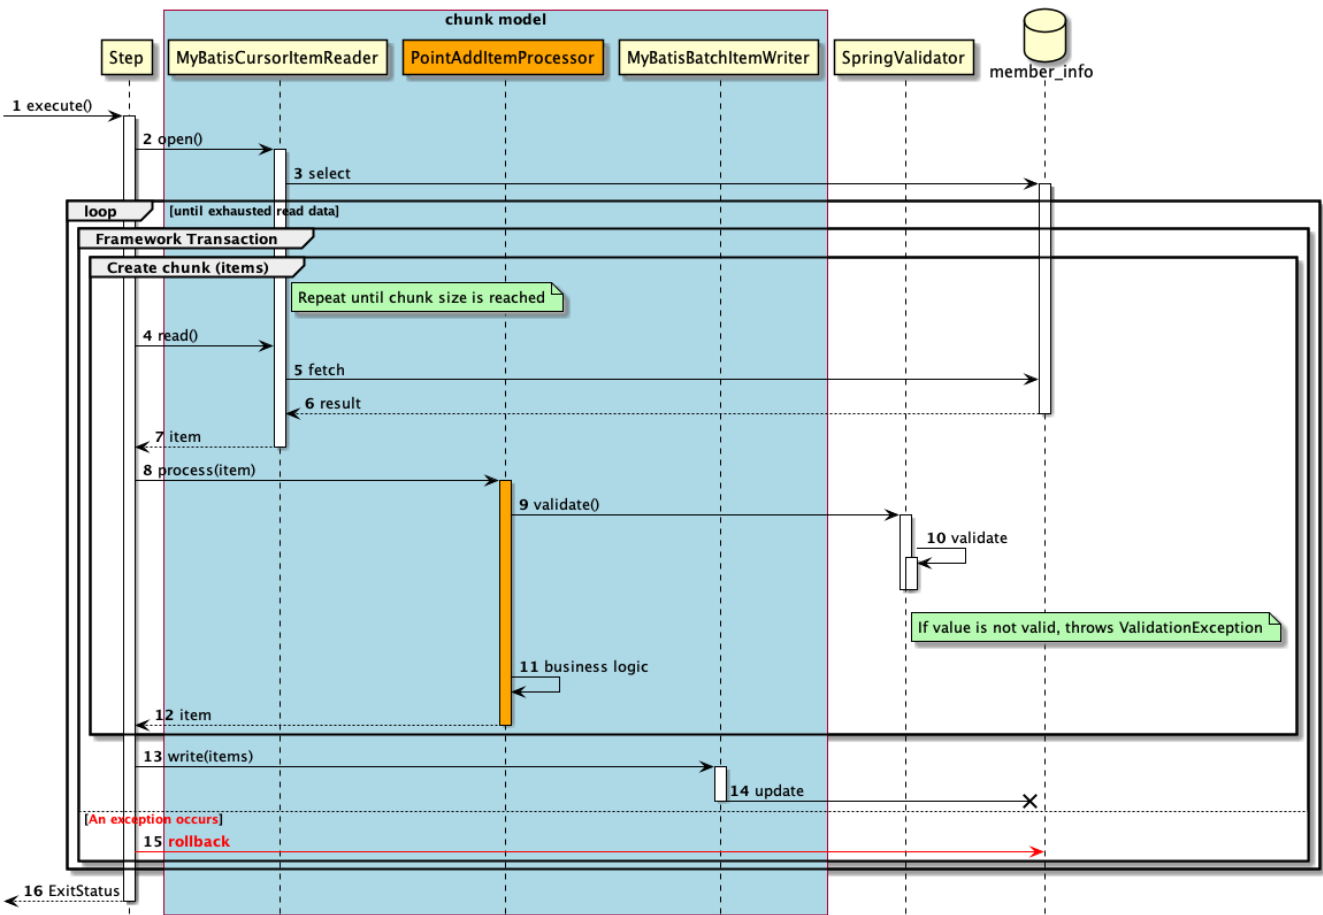 chunk model
Step
MyBatisCursorItemReader
PointAddItemProcessor
MyBatisBatchItemWriter
SpringValidator
member_info
1 execute()
2 open()
3 select
loop [until exhausted read data]
Framework Transaction
Create chunk (items)
Repeat until chunk size is reached
4 read()
5 fetch
6 result
7 item
8 process(item)
9 validate()
10 validate
If value is not valid, throws ValidationException
11 business logic
12 item
13 write(items)
14 update
[An exception occurs]
15 rollback
16 ExitStatus